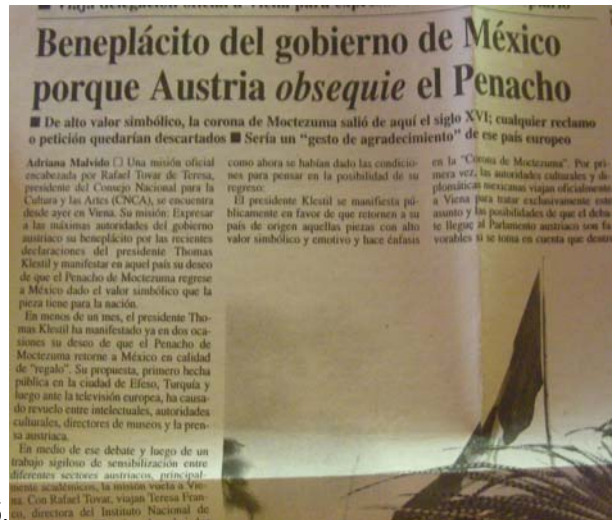 Viaja delegación oficial a Viena para
Beneplácito del gobierno de México
porque Austria obsequie el Penacho
■ De alto valor simbólico, la corona de Moctezuma salió de aquí el siglo XVI; cualquier reclamo
o petición quedarían descartados ■ Sería un “gesto de agradecimiento” de ese país europeo
Adriana Malvido □ Una misión oficial
encabezada por Rafael Tovar de Teresa,
presidente del Consejo Nacional para la
Cultura y las Artes (CNCA), se encuentra
desde ayer en Viena. Su misión: Expresar
a las máximas autoridades del gobierno
austriaco su beneplácito por las recientes
declaraciones del presidente Thomas
Klestil y manifestar en aquel país su deseo
de que el Penacho de Moctezuma regrese
a México dado el valor simbólico que la
pieza tiene para la nación.
En menos de un mes, el presidente Tho-
mas Klestil ha manifestado ya en dos oca-
siones su deseo de que el Penacho de
Moctezuma retorne a México en calidad
de “regalo”. Su propuesta, primero hecha
pública en la ciudad de Efeso, Turquía y
luego ante la televisión europea, ha causa-
do revuelo entre intelectuales, autoridades
culturales, directores de museos y la pren-
sa austriaca.
En medio de ese debate y luego de un
trabajo sigiloso de sensibilización entre
diferentes sectores austriacos, principal-
mente académicos, la misión vuela a Vie-
na. Con Rafael Tovar, viajan Teresa Fran-
co, directora del Instituto Nacional de
como ahora se habían dado las condicio-
nes para pensar en la posibilidad de su
regreso:
El presidente Klestil se manifiesta pú-
blicamente en favor de que retornen a su
país de origen aquellas piezas con alto
valor simbólico y emotivo y hace énfasis
en la “Corona de Moctezuma”. Por pri-
mera vez, las autoridades culturales y di-
plomáticas mexicanas viajan oficialmente
a Viena para tratar exclusivamente este
asunto y las posibilidades de que el deba-
te llegue al Parlamento austriaco son fa-
vorables si se toma en cuenta que